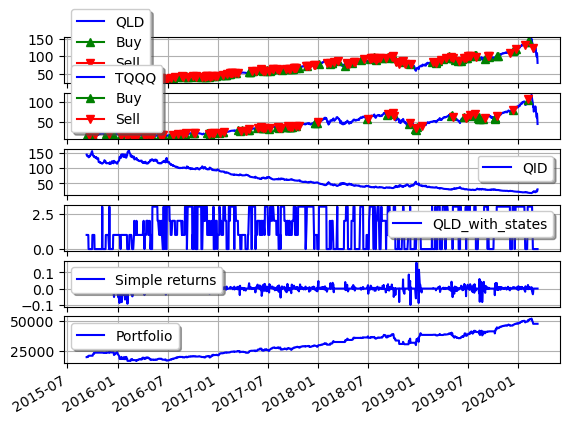 QLD
Buy
Sell
150
100
50
TQQQ
Buy
Sell
100
50
150
100
50
QID
2.5
0.0
QLD_with_states
0.1
0.0
−0.1
Simple returns
50000
25000
Portfolio
2015-07
2016-01
2016-07
2017-01
2017-07
2018-01
2018-07
2019-01
2019-07
2020-01